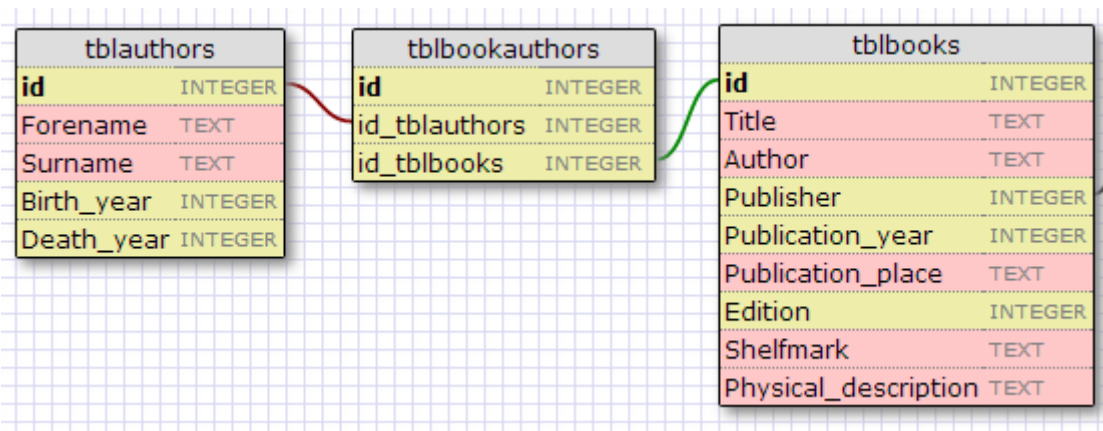 tblauthors
id INTEGER
Forename TEXT
Surname TEXT
Birth_year INTEGER
Death_year INTEGER
tblbookauthors
id INTEGER
id_tblauthors INTEGER
id_tblbooks INTEGER
tblbooks
id INTEGER
Title TEXT
Author TEXT
Publisher INTEGER
Publication_year INTEGER
Publication_place TEXT
Edition INTEGER
Shelfmark TEXT
Physical_description TEXT